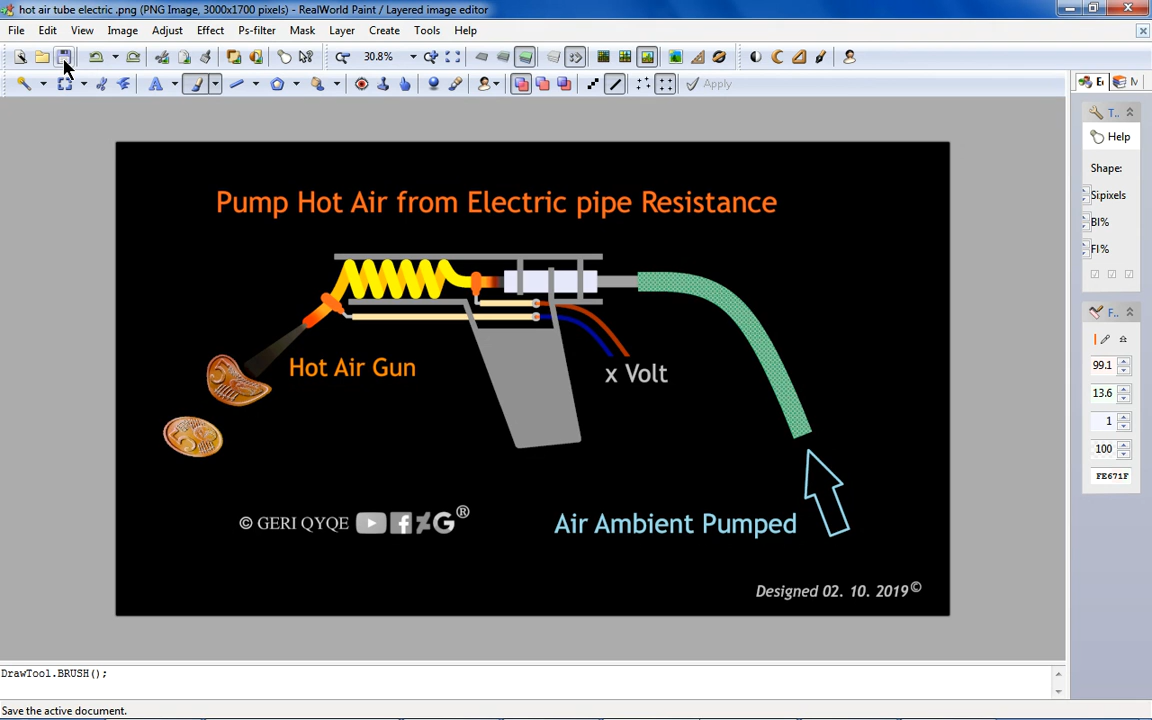 hot air tube electric .png (PNG Image, 3000x1700 pixels) - RealWorld Paint / Layered image editor
File Edit View Image Adjust Effect Ps-filter Mask Layer Create Tools Help
30.8%
A Apply
T..
Help
Shape:
Sipixels
Bl%
Fl%
F..
99.1
13.6
1
100
FE671F
Pump Hot Air from Electric pipe Resistance
Hot Air Gun
x Volt
5
5
© GERI QYQE f G ®
Air Ambient Pumped
Designed 02. 10. 2019©
DrawTool.BRUSH();
Save the active document.